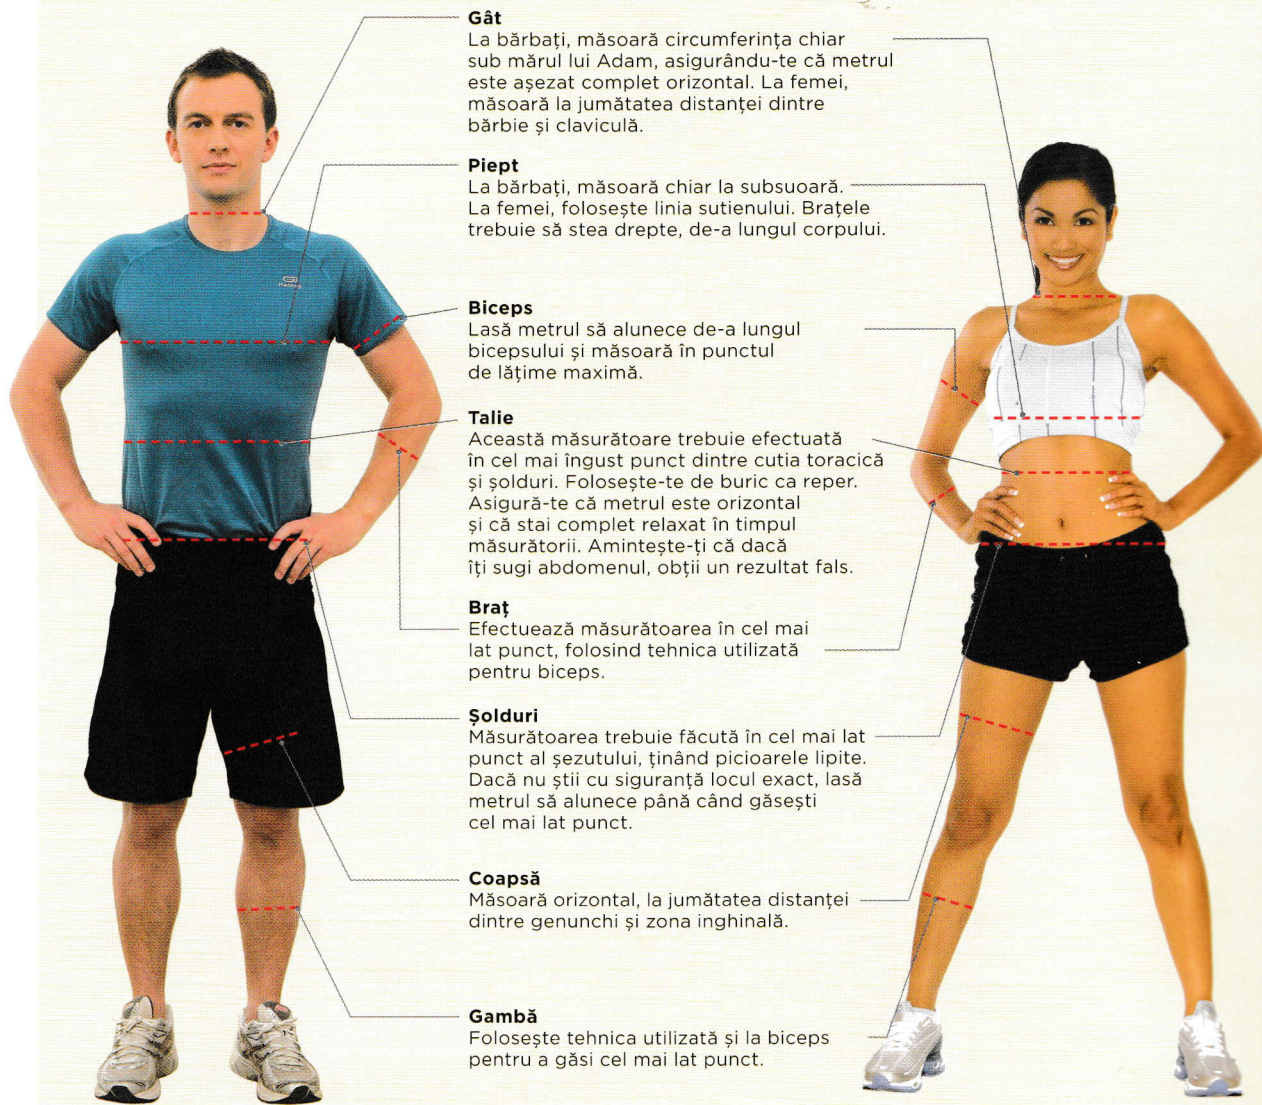 Gât
La bărbați, măsoară circumferința chiar
sub mărul lui Adam, asigurându-te că metrul
este așezat complet orizontal. La femei,
măsoară la jumătatea distanței dintre
bărbie și claviculă.
Piept
La bărbați, măsoară chiar la subsuoară.
La femei, folosește linia sutienului. Brațele
trebuie să stea drepte, de-a lungul corpului.
Biceps
Lasă metrul să alunece de-a lungul
bicepsului și măsoară în punctul
de lățime maximă.
Talie
Această măsurătoare trebuie efectuată
în cel mai îngust punct dintre cutia toracică
și șolduri. Folosește-te de buric ca reper.
Asigură-te că metrul este orizontal
și că stai complet relaxat în timpul
măsurătorii. Amintește-ți că dacă
îți sugi abdomenul, obții un rezultat fals.
Braț
Efectuează măsurătoarea în cel mai
lat punct, folosind tehnica utilizată
pentru biceps.
Șolduri
Măsurătoarea trebuie făcută în cel mai lat
punct al șezutului, ținând picioarele lipite.
Dacă nu știi cu siguranță locul exact, lasă
metrul să alunece până când găsești
cel mai lat punct.
Coapsă
Măsoară orizontal, la jumătatea distanței
dintre genunchi și zona inghinală.
Gambă
Folosește tehnica utilizată și la biceps
pentru a găsi cel mai lat punct.